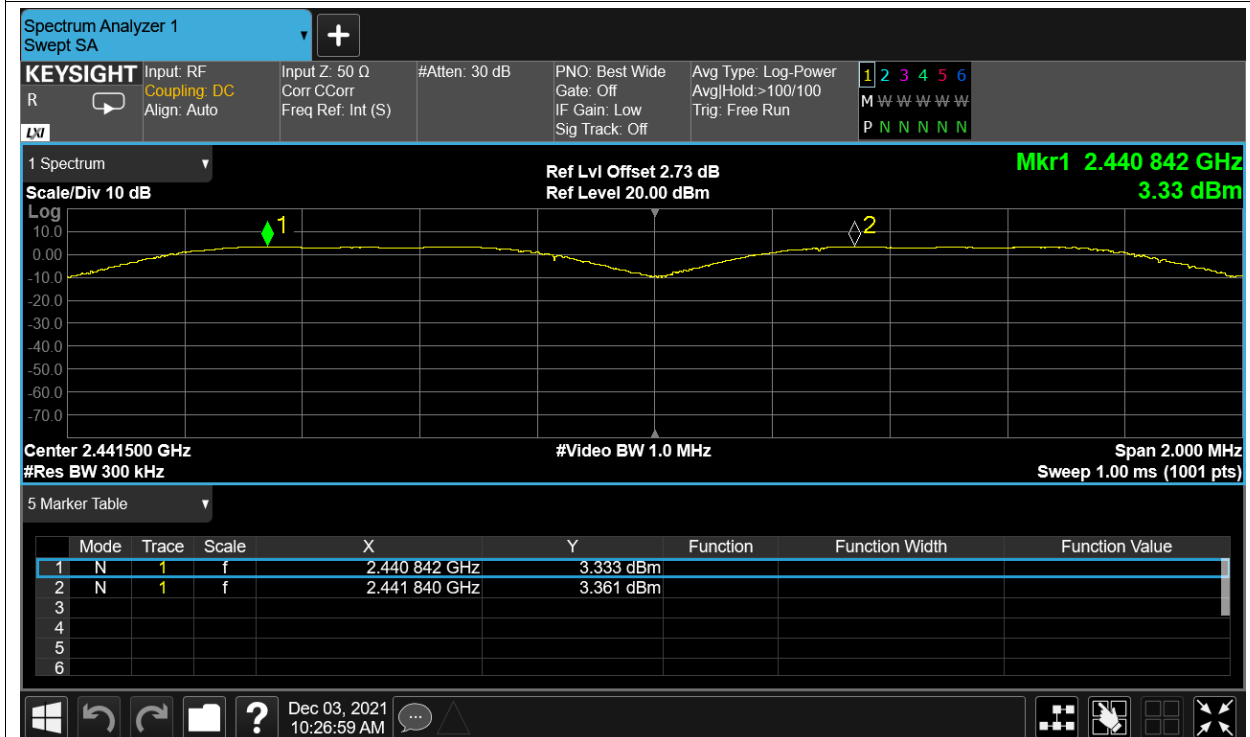 Spectrum Analyzer 1
Swept SA
+
KEYSIGHT Input: RF Input Z: 50 Ω #Atten: 30 dB PNO: Best Wide Avg Type: Log-Power 1 2 3 4 5 6
R Coupling: DC Corr CCorr Gate: Off Avg|Hold:>100/100 M W W W W W
Align: Auto Freq Ref: Int (S) IF Gain: Low Trig: Free Run
LXI Sig Track: Off P N N N N N N
1 Spectrum Ref Lvl Offset 2.73 dB Mkr1 2.440 842 GHz
Scale/Div 10 dB Ref Level 20.00 dBm 3.33 dBm
Log
1 2
10.0
0.00
-10.0
-20.0
-30.0
-40.0
-50.0
-60.0
-70.0
Center 2.441500 GHz #Video BW 1.0 MHz Span 2.000 MHz
#Res BW 300 kHz Sweep 1.00 ms (1001 pts)
5 Marker Table
Mode Trace Scale X Y Function Function Width Function Value
1 N 1 f 2.440 842 GHz 3.333 dBm
2 N 1 f 2.441 840 GHz 3.361 dBm
3
4
5
6
? Dec 03, 2021
10:26:59 AM